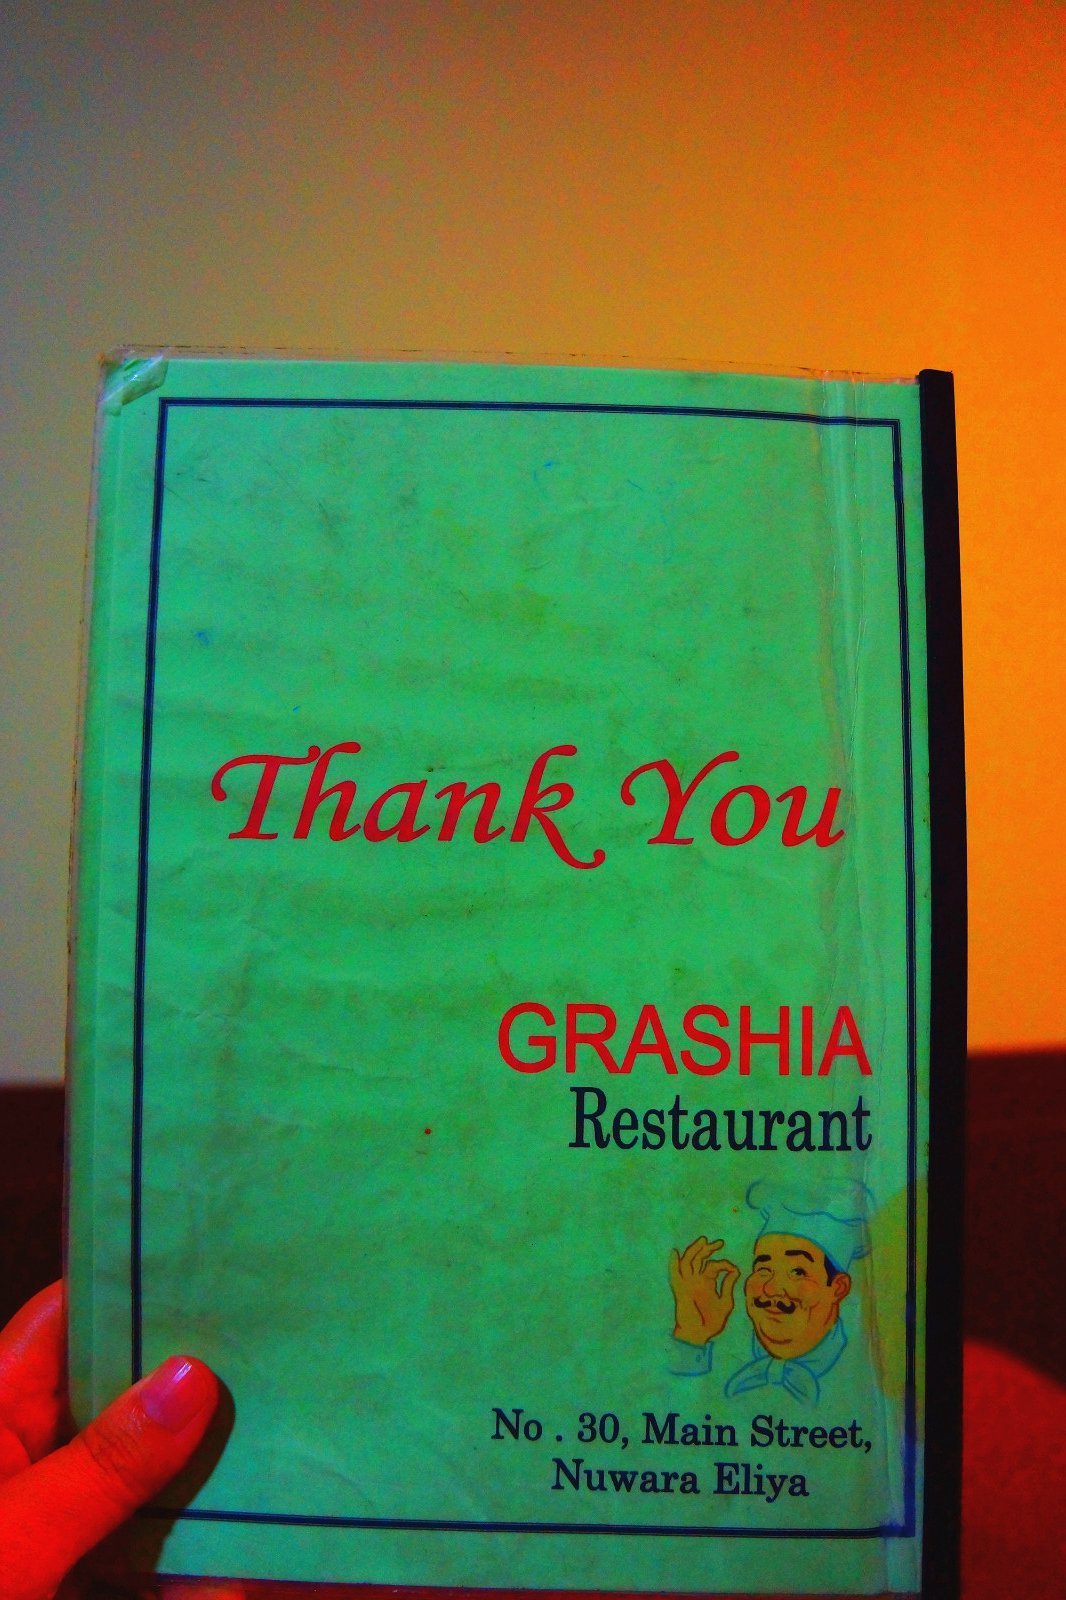 Thank You
GRASHIA
Restaurant
No . 30, Main Street,
Nuwara Eliya